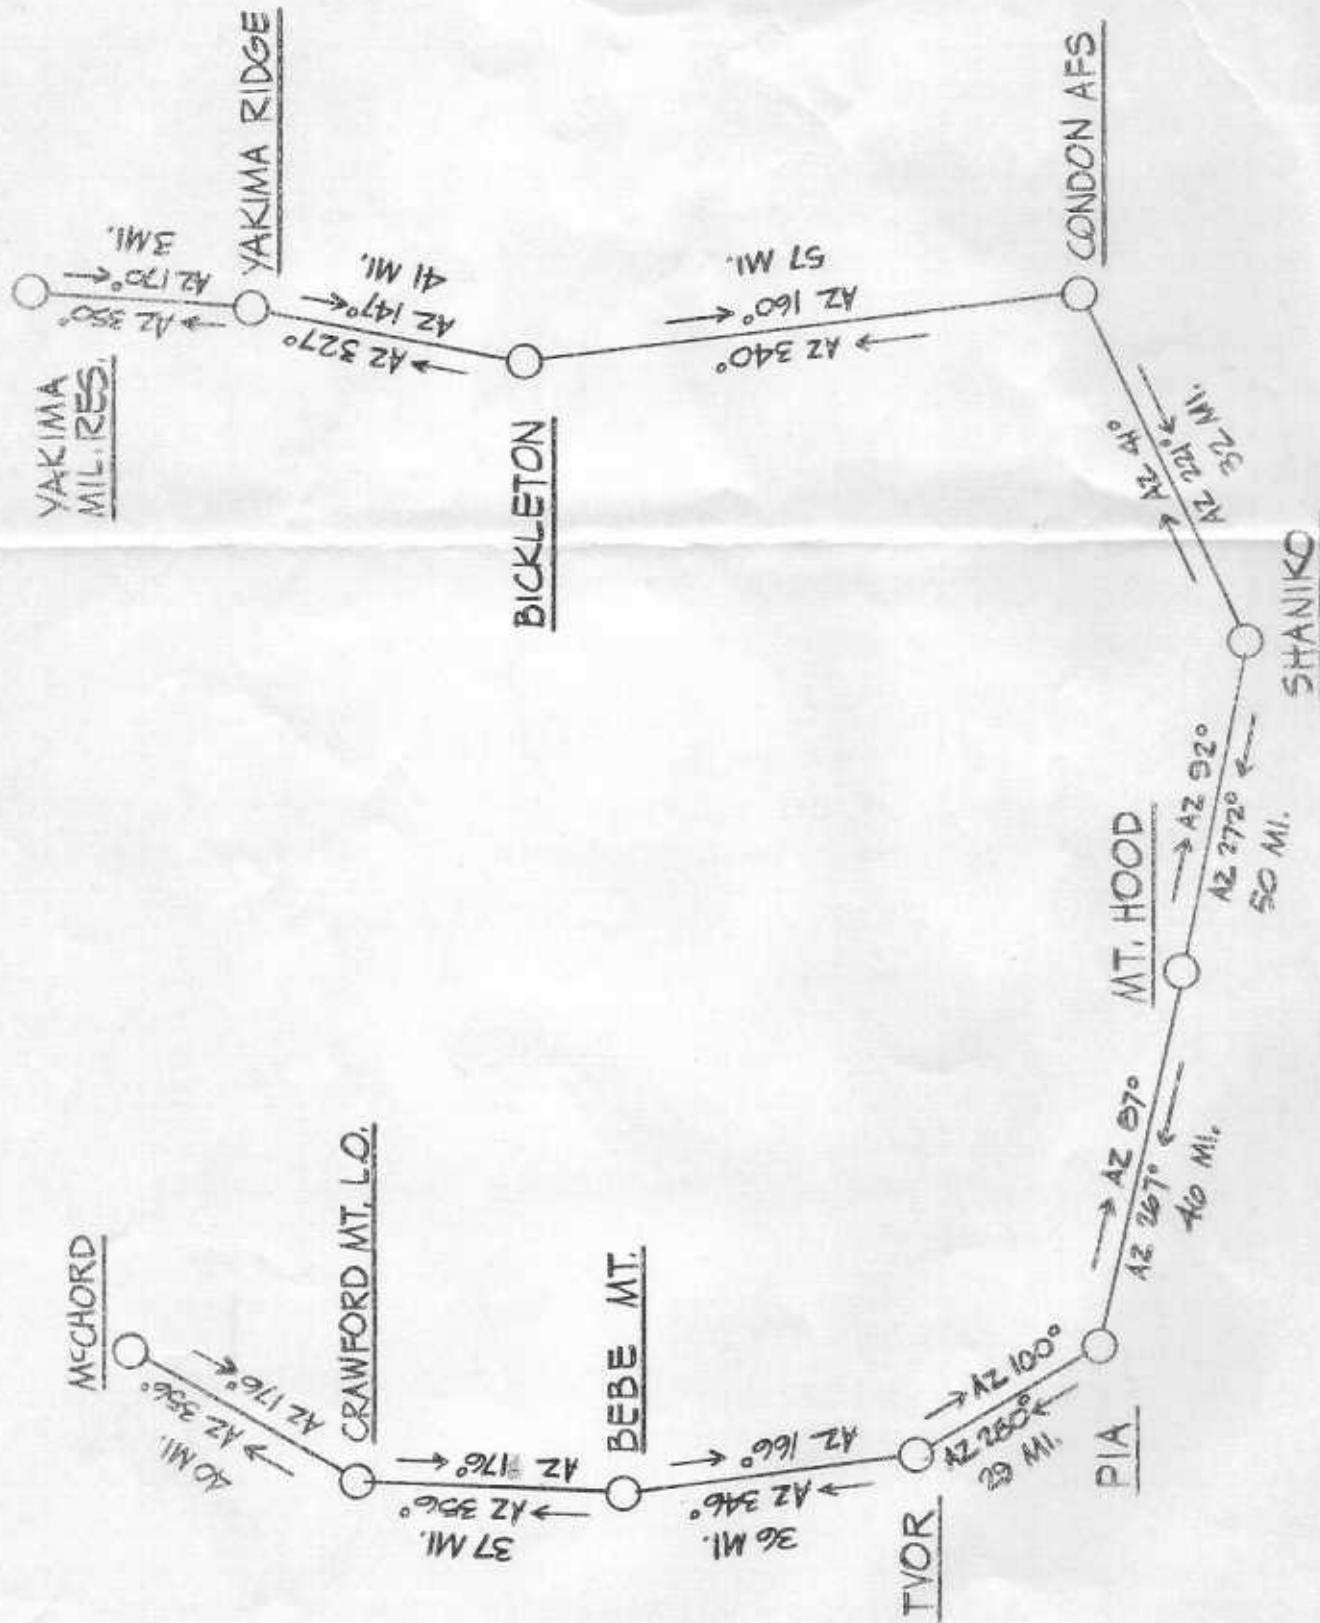 McCHORD
40 MI.
AZ 356°
AZ 176°
CRAWFORD MT. L.O.
37 MI.
AZ 356°
AZ 176°
BEBE MT.
36 MI.
AZ 346°
AZ 166°
TVOR
AZ 100°
AZ 280°
29 MI.
PIA
AZ 87°
AZ 267°
46 MI.
MT. HOOD
AZ 92°
AZ 272°
50 MI.
SHANIKO
AZ 41°
AZ 221°
32 MI.
CONDON AFS
57 MI.
AZ 160°
AZ 340°
BICKLETON
41 MI.
AZ 147°
AZ 327°
YAKIMA RIDGE
3 MI.
AZ 170°
AZ 350°
YAKIMA
MIL. RES.